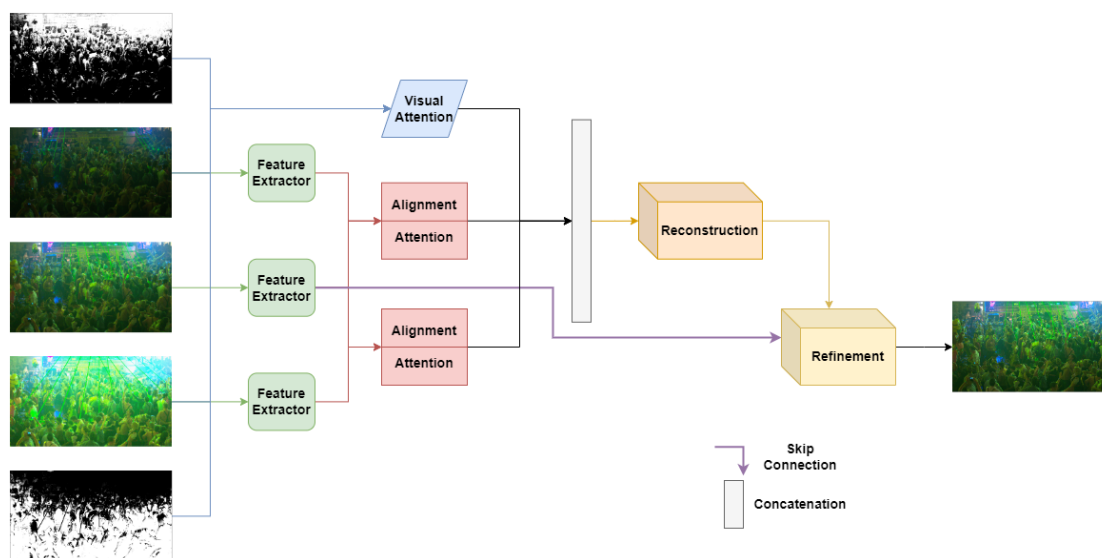 Visual
Attention
Feature
Extractor
Alignment
Attention
Reconstruction
Feature
Extractor
Alignment
Attention
Refinement
Feature
Extractor
Skip
Connection
Concatenation